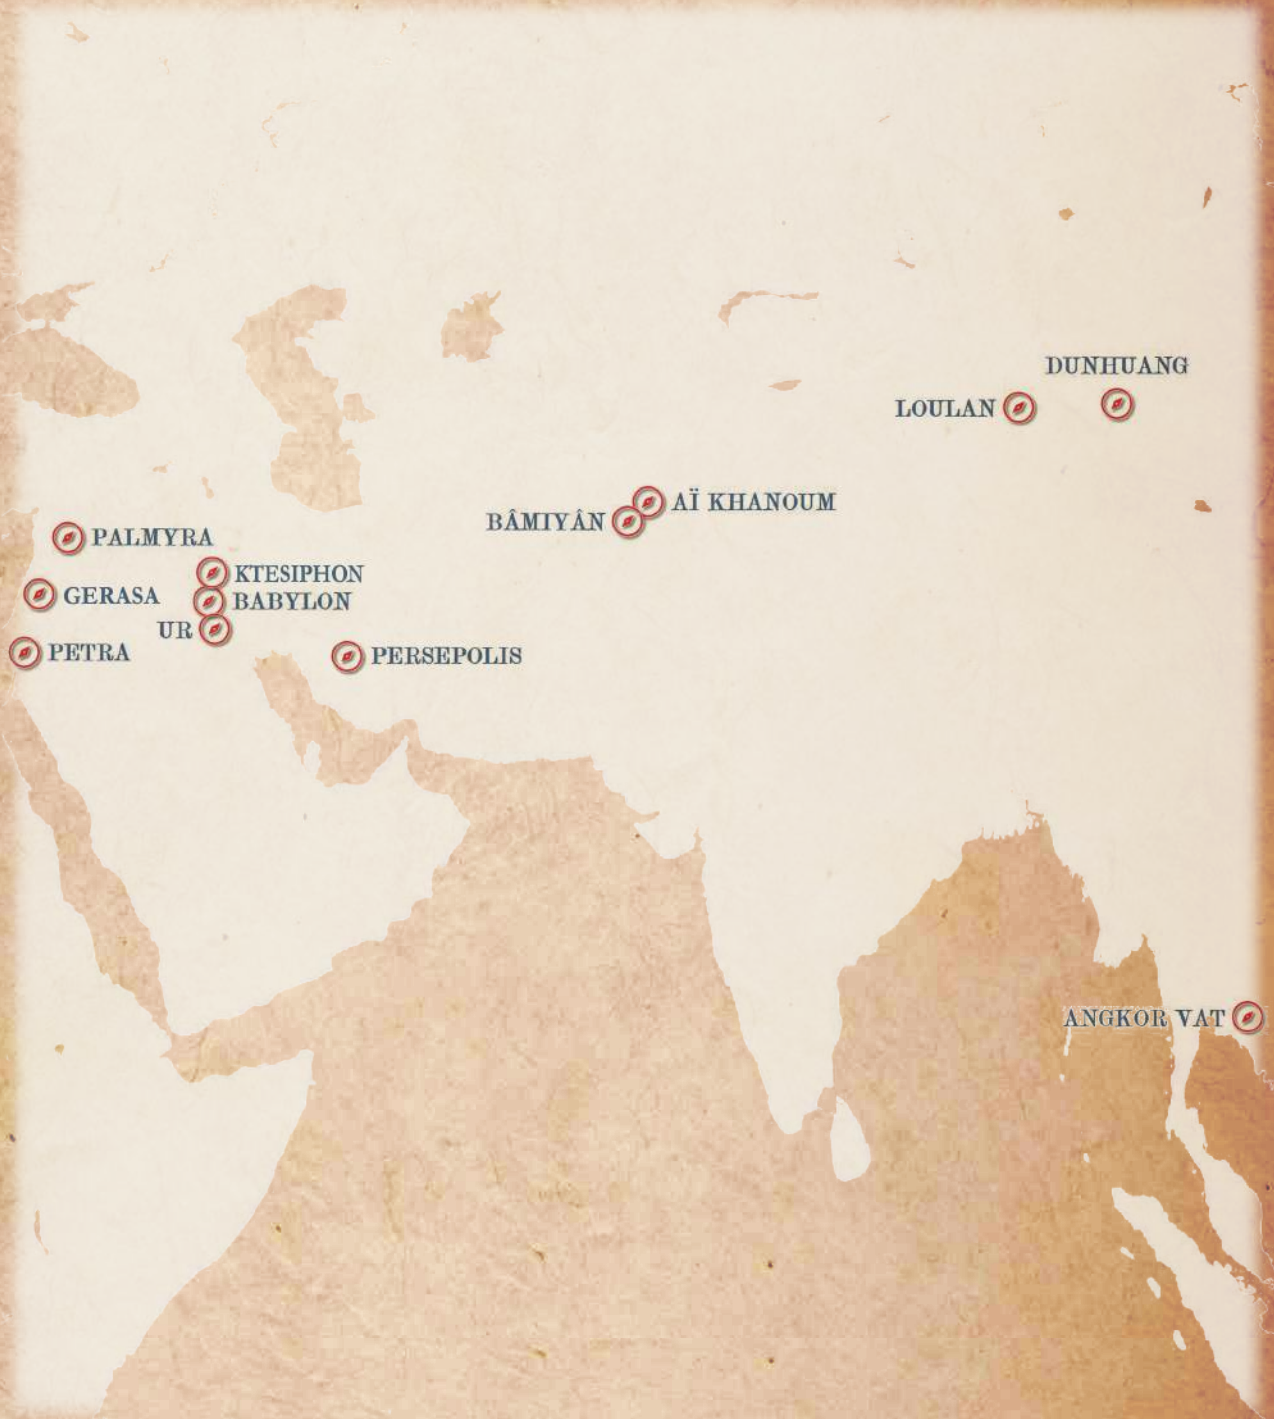 DUNHUANG
LOULAN
AÏ KHANOUM
BÂMIYÂN
PALMYRA
KTESIPHON
GERASA
BABYLON
UR
PETRA
PERSEPOLIS
ANGKOR VAT